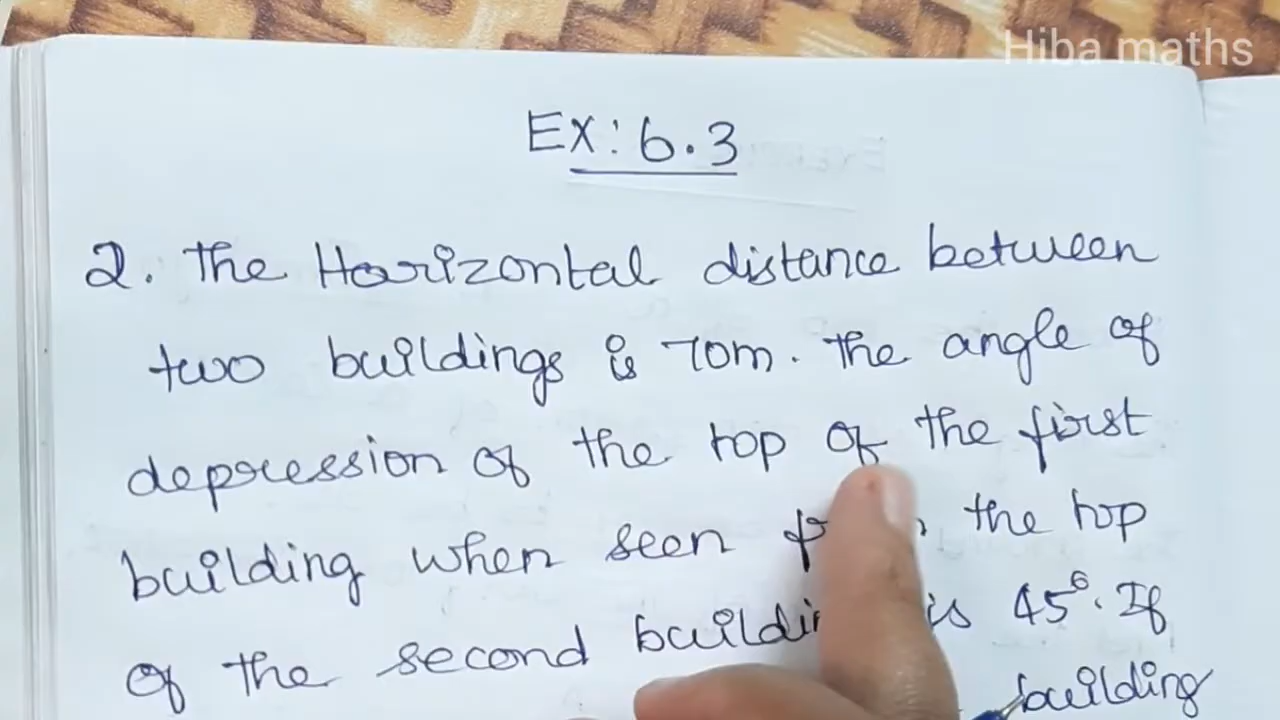 Hiba maths
Ex: 6.3
2. The Horizontal distance between
two buildings is 70m. The angle of
depression of the top of the first
building when seen the top
of the second is 45°. If
building